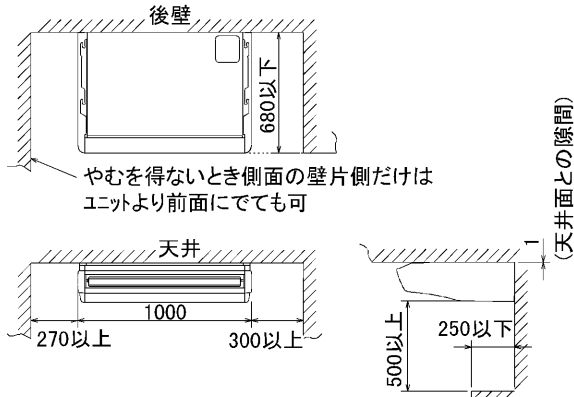 後壁
680以下
やむを得ないとき側面の壁片側だけは
ユニットより前面にでても可
天井
1000
270以上
300以上
1
(天井面との隙間)
500以上
250以下